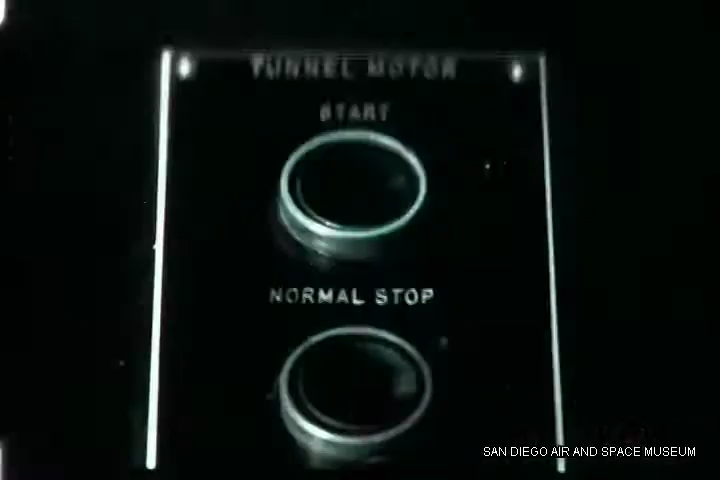 TUNNEL MOTOR
START
NORMAL STOP
SAN DIEGO AIR AND SPACE MUSEUM